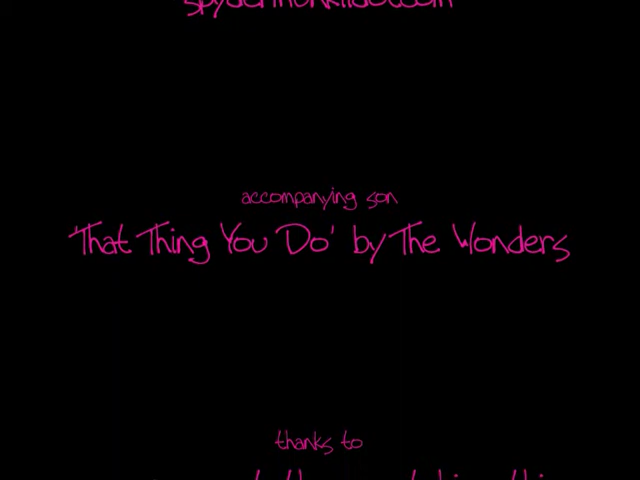 accompanying son
'That Thing You Do' by The Wonders
thanks to